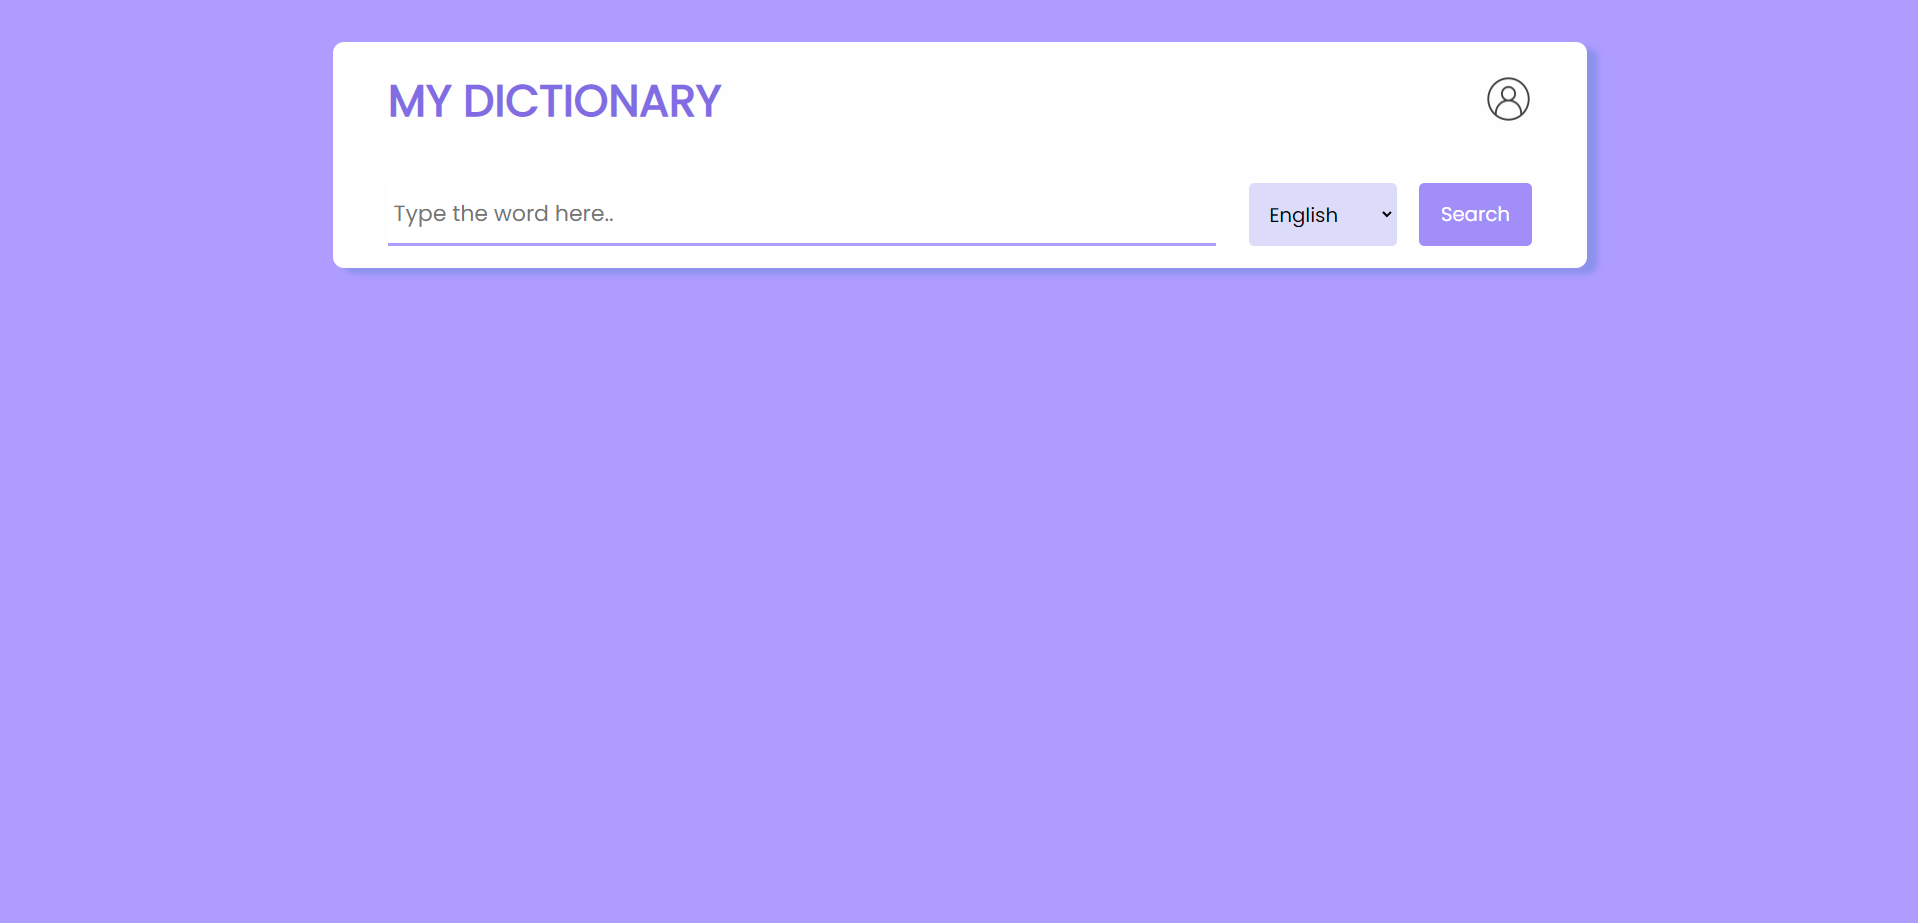 MY DICTIONARY
Type the word here..
English
Search